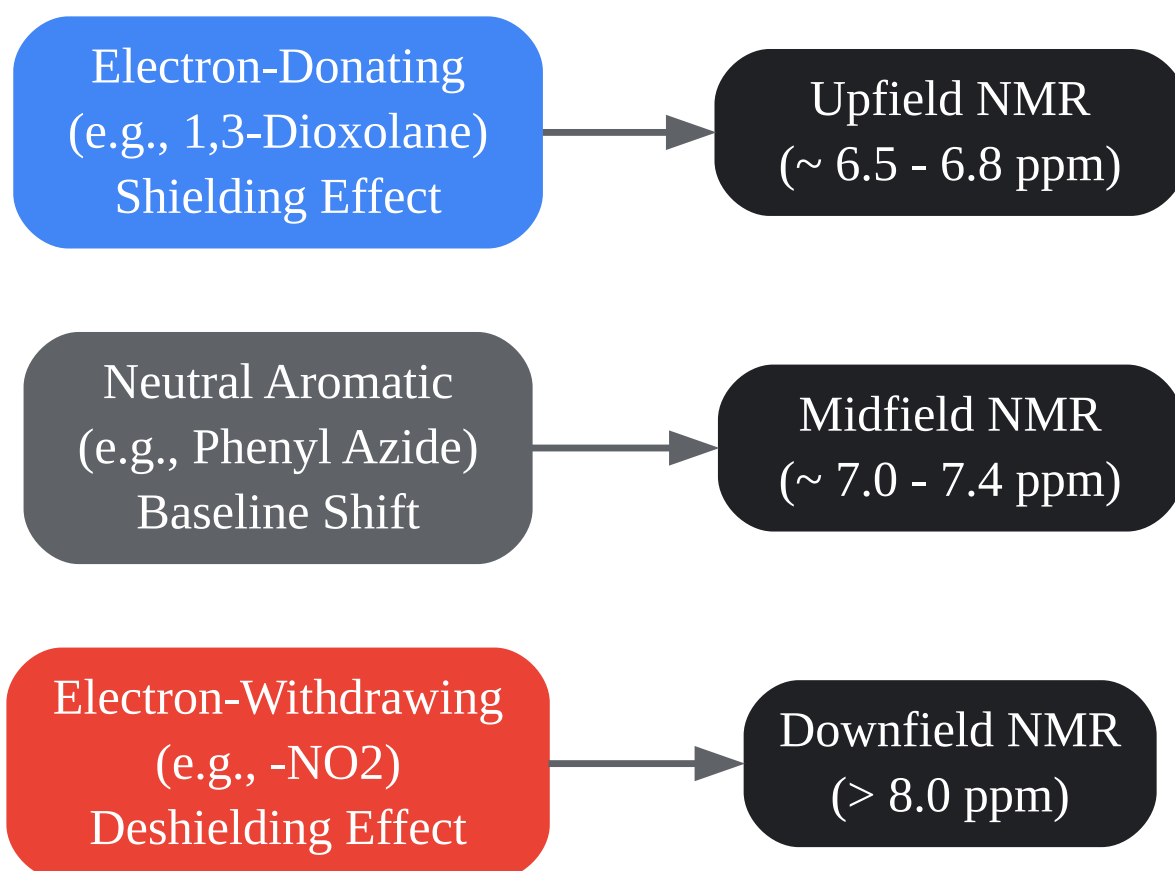 Electron-Donating
(e.g., 1,3-Dioxolane)
Shielding Effect
Upfield NMR
(~ 6.5 - 6.8 ppm)
Neutral Aromatic
(e.g., Phenyl Azide)
Baseline Shift
Midfield NMR
(~ 7.0 - 7.4 ppm)
Electron-Withdrawing
(e.g., -NO2)
Deshielding Effect
Downfield NMR
(> 8.0 ppm)